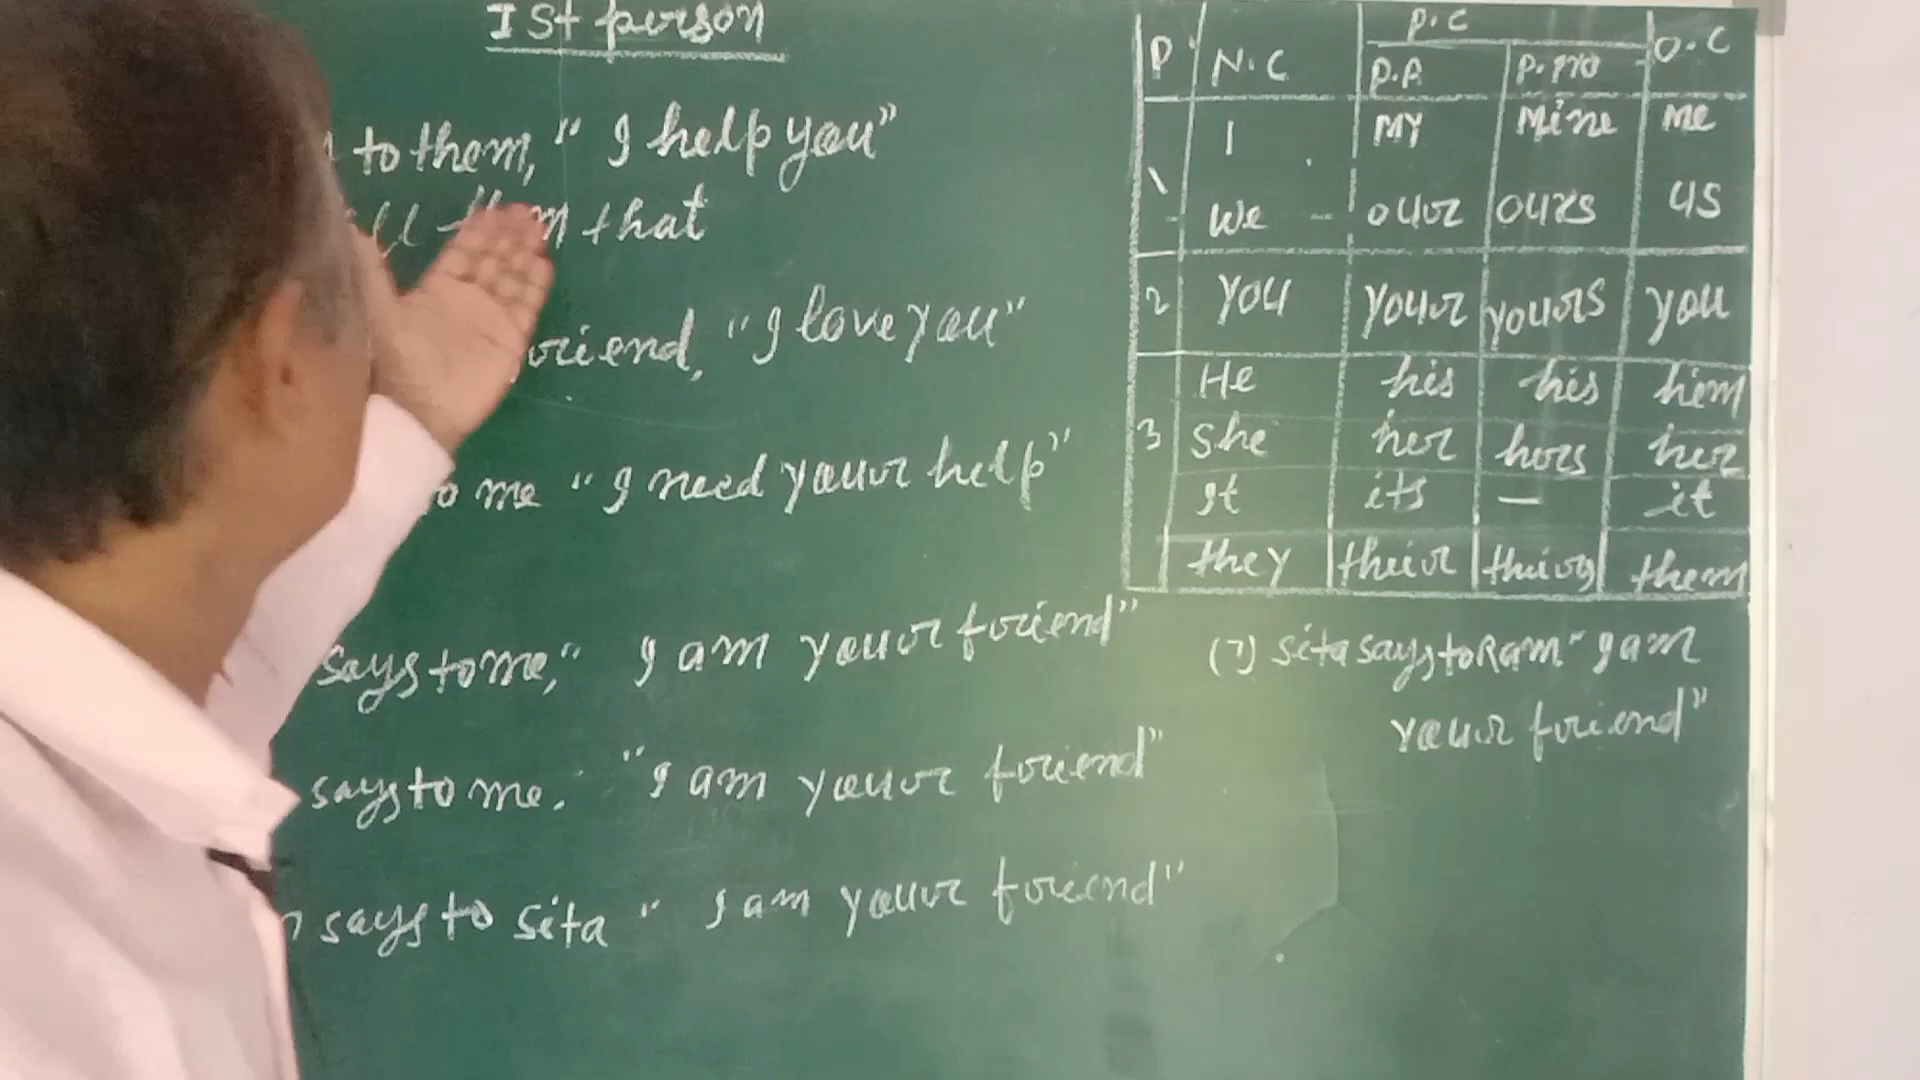 Ist person
to them," "I help you"
them that
friend, "I love you"
to me "I need your help"
says to me," I am your friend"
says to me. "I am your friend"
says to sita " I am your friend"
P N.C P.C O.C
P.A P.Pro
1 I MY Mine Me
We our ours us
2 You Your yours you
3 He his his him
She her hers her
It its — it
they their theirs them
(7) sita says to Ram " I am
your friend"